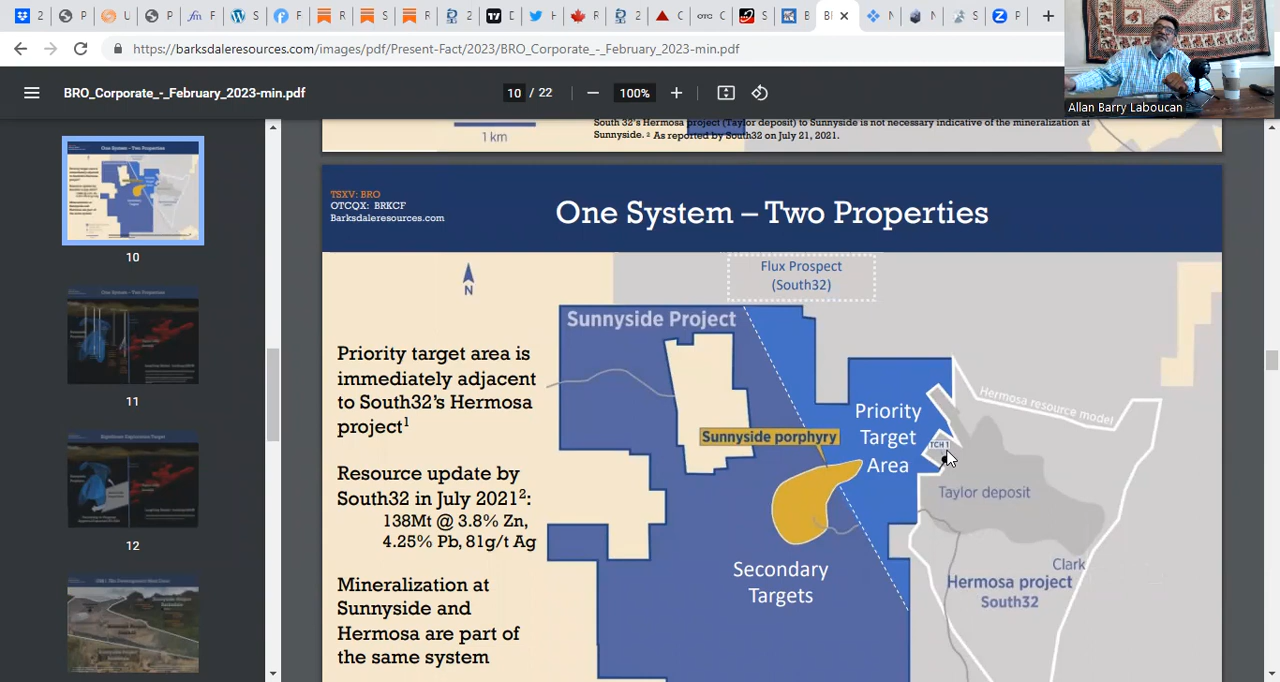 https://barksdaleresources.com/images/pdf/Present-Fact/2023/BRO_Corporate_-_February_2023-min.pdf
Allan Barry Laboucan
BRO_Corporate_-_February_2023-min.pdf
10 / 22
100%
10
11
12
1 km
South 32's Hermosa project (Taylor deposit) to Sunnyside is not necessary indicative of the mineralization at
Sunnyside. ² As reported by South32 on July 21, 2021.
TSXV: BRO
OTCQX: BRKCF
Barksdaleresources.com
One System – Two Properties
Flux Prospect
(South32)
N
Sunnyside Project
Priority target area is
immediately adjacent
to South32's Hermosa
project¹
Resource update by
South32 in July 2021²:
138Mt @ 3.8% Zn,
4.25% Pb, 81g/t Ag
Mineralization at
Sunnyside and
Hermosa are part of
the same system
Sunnyside porphyry
Priority
Target
Area
Hermosa resource model
TCH 1
Taylor deposit
Secondary
Targets
Clark
Hermosa project
South32